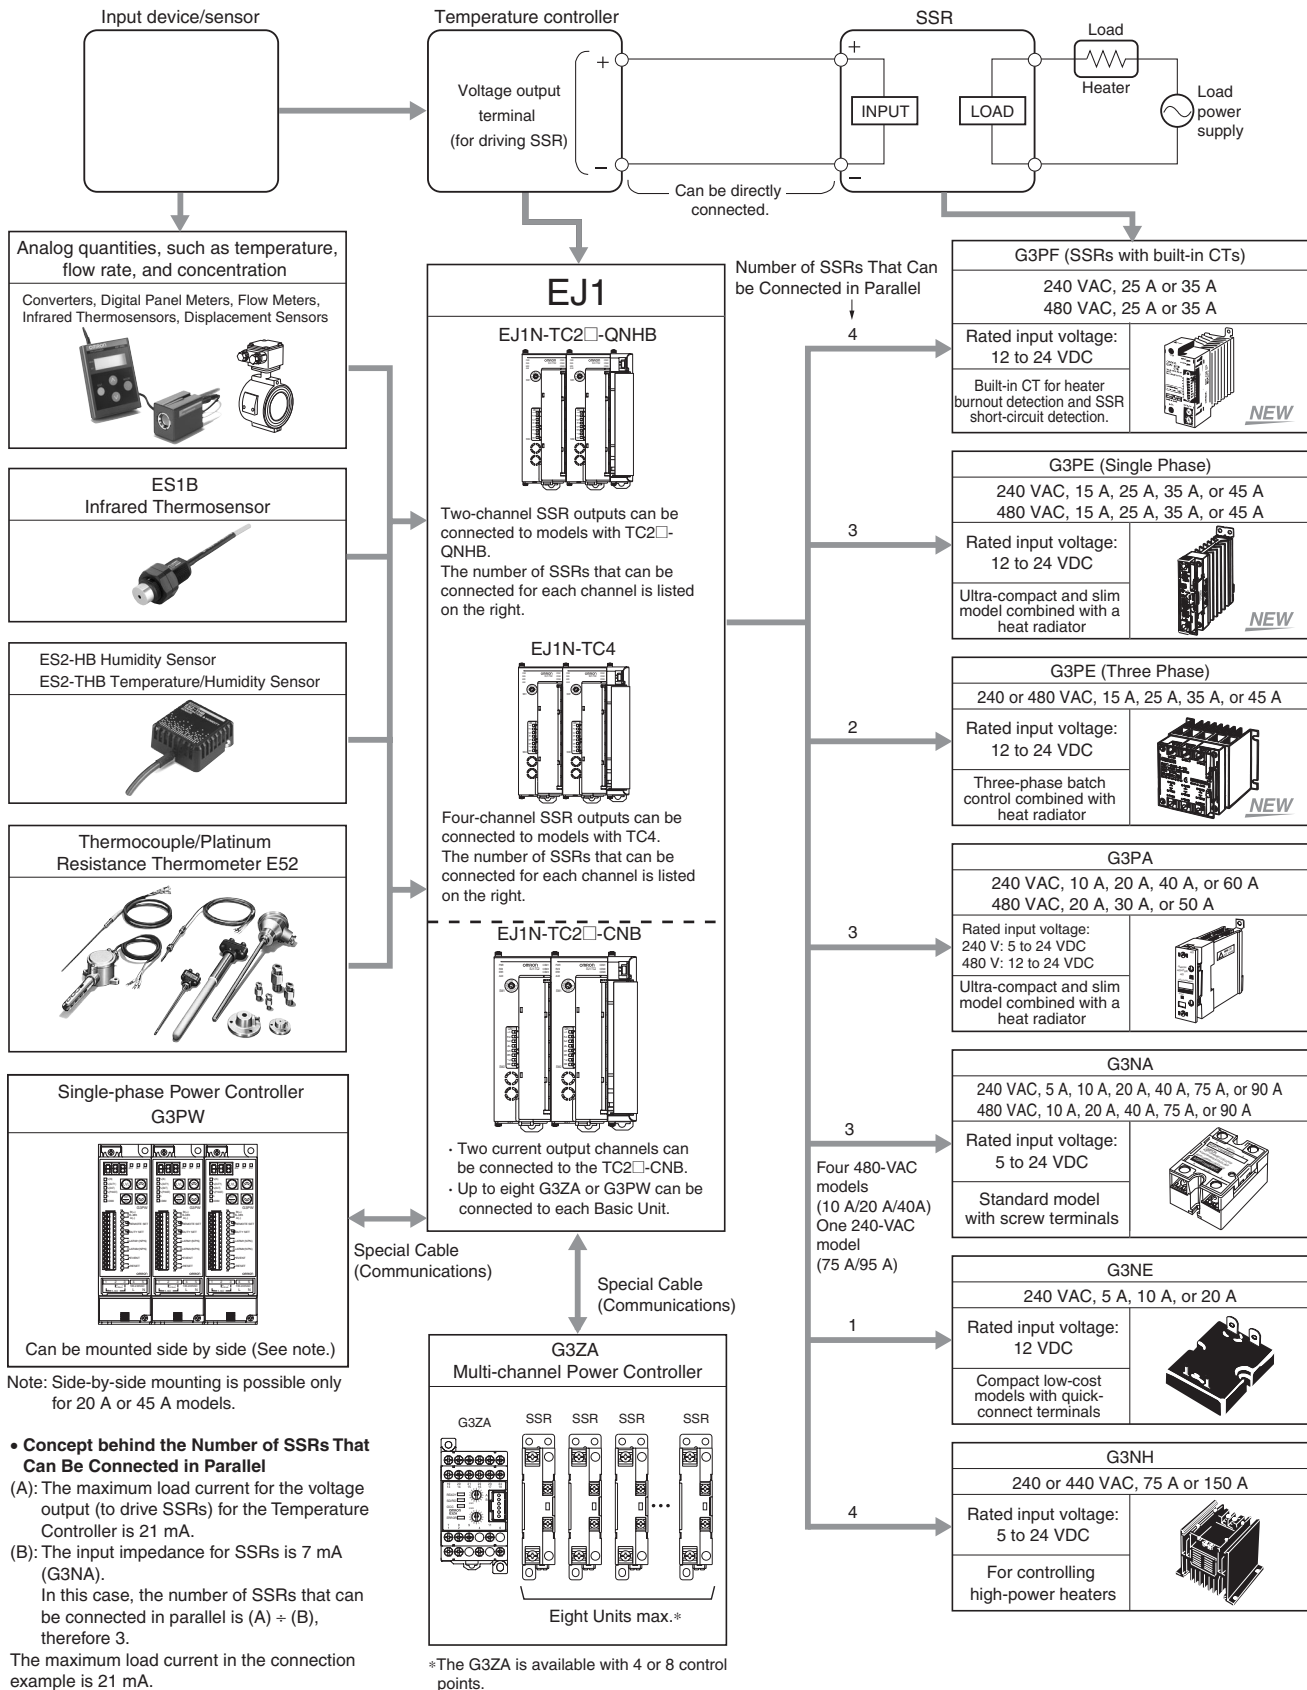 Input device/sensor
Temperature controller
SSR
Voltage output
terminal
(for driving SSR)
+
−
+
−
INPUT
LOAD
Load
Heater
Load
power
supply
Can be directly
connected.
Analog quantities, such as temperature,
flow rate, and concentration
Converters, Digital Panel Meters, Flow Meters,
Infrared Thermosensors, Displacement Sensors
ES1B
Infrared Thermosensor
ES2-HB Humidity Sensor
ES2-THB Temperature/Humidity Sensor
Thermocouple/Platinum
Resistance Thermometer E52
Single-phase Power Controller
G3PW
Can be mounted side by side (See note.)
Note: Side-by-side mounting is possible only
for 20 A or 45 A models.
• Concept behind the Number of SSRs That
Can Be Connected in Parallel
(A): The maximum load current for the voltage
output (to drive SSRs) for the Temperature
Controller is 21 mA.
(B): The input impedance for SSRs is 7 mA
(G3NA).
In this case, the number of SSRs that can
be connected in parallel is (A) ÷ (B),
therefore 3.
The maximum load current in the connection
example is 21 mA.
EJ1
EJ1N-TC2□-QNHB
Two-channel SSR outputs can be
connected to models with TC2□-
QNHB.
The number of SSRs that can be
connected for each channel is listed
on the right.
EJ1N-TC4
Four-channel SSR outputs can be
connected to models with TC4.
The number of SSRs that can be
connected for each channel is listed
on the right.
EJ1N-TC2□-CNB
· Two current output channels can
be connected to the TC2□-CNB.
· Up to eight G3ZA or G3PW can be
connected to each Basic Unit.
Special Cable
(Communications)
Special Cable
(Communications)
G3ZA
Multi-channel Power Controller
G3ZA
SSR SSR SSR SSR
Eight Units max.*
*The G3ZA is available with 4 or 8 control
points.
Number of SSRs That Can
be Connected in Parallel
4
G3PF (SSRs with built-in CTs)
240 VAC, 25 A or 35 A
480 VAC, 25 A or 35 A
Rated input voltage:
12 to 24 VDC
Built-in CT for heater
burnout detection and SSR
short-circuit detection.
NEW
3
G3PE (Single Phase)
240 VAC, 15 A, 25 A, 35 A, or 45 A
480 VAC, 15 A, 25 A, 35 A, or 45 A
Rated input voltage:
12 to 24 VDC
Ultra-compact and slim
model combined with a
heat radiator
NEW
2
G3PE (Three Phase)
240 or 480 VAC, 15 A, 25 A, 35 A, or 45 A
Rated input voltage:
12 to 24 VDC
Three-phase batch
control combined with
heat radiator
NEW
3
G3PA
240 VAC, 10 A, 20 A, 40 A, or 60 A
480 VAC, 20 A, 30 A, or 50 A
Rated input voltage:
240 V: 5 to 24 VDC
480 V: 12 to 24 VDC
Ultra-compact and slim
model combined with a
heat radiator
3
Four 480-VAC
models
(10 A/20 A/40A)
One 240-VAC
model
(75 A/95 A)
G3NA
240 VAC, 5 A, 10 A, 20 A, 40 A, 75 A, or 90 A
480 VAC, 10 A, 20 A, 40 A, 75 A, or 90 A
Rated input voltage:
5 to 24 VDC
Standard model
with screw terminals
1
G3NE
240 VAC, 5 A, 10 A, or 20 A
Rated input voltage:
12 VDC
Compact low-cost
models with quick-
connect terminals
4
G3NH
240 or 440 VAC, 75 A or 150 A
Rated input voltage:
5 to 24 VDC
For controlling
high-power heaters